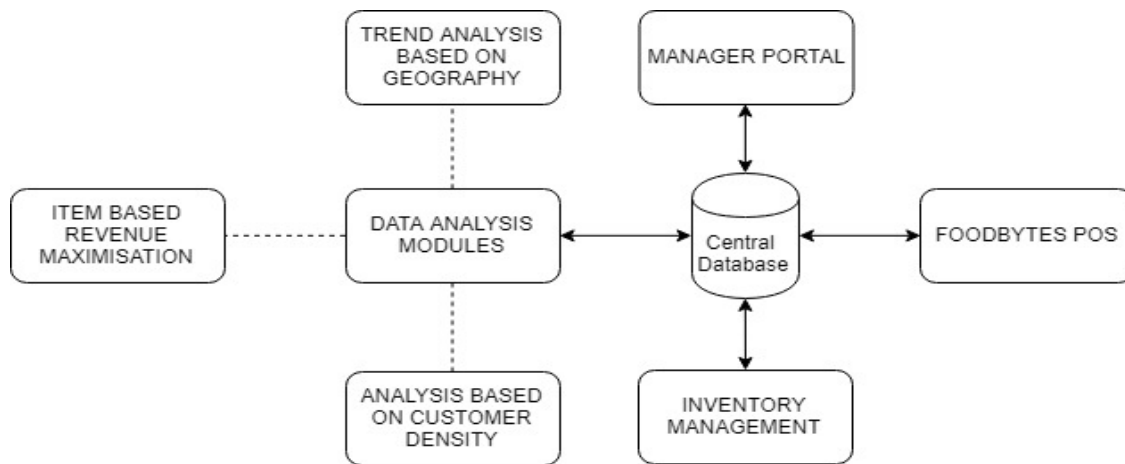 TREND ANALYSIS
BASED ON
GEOGRAPHY
MANAGER PORTAL
ITEM BASED
REVENUE
MAXIMISATION
DATA ANALYSIS
MODULES
Central
Database
FOODBYTES POS
ANALYSIS BASED
ON CUSTOMER
DENSITY
INVENTORY
MANAGEMENT